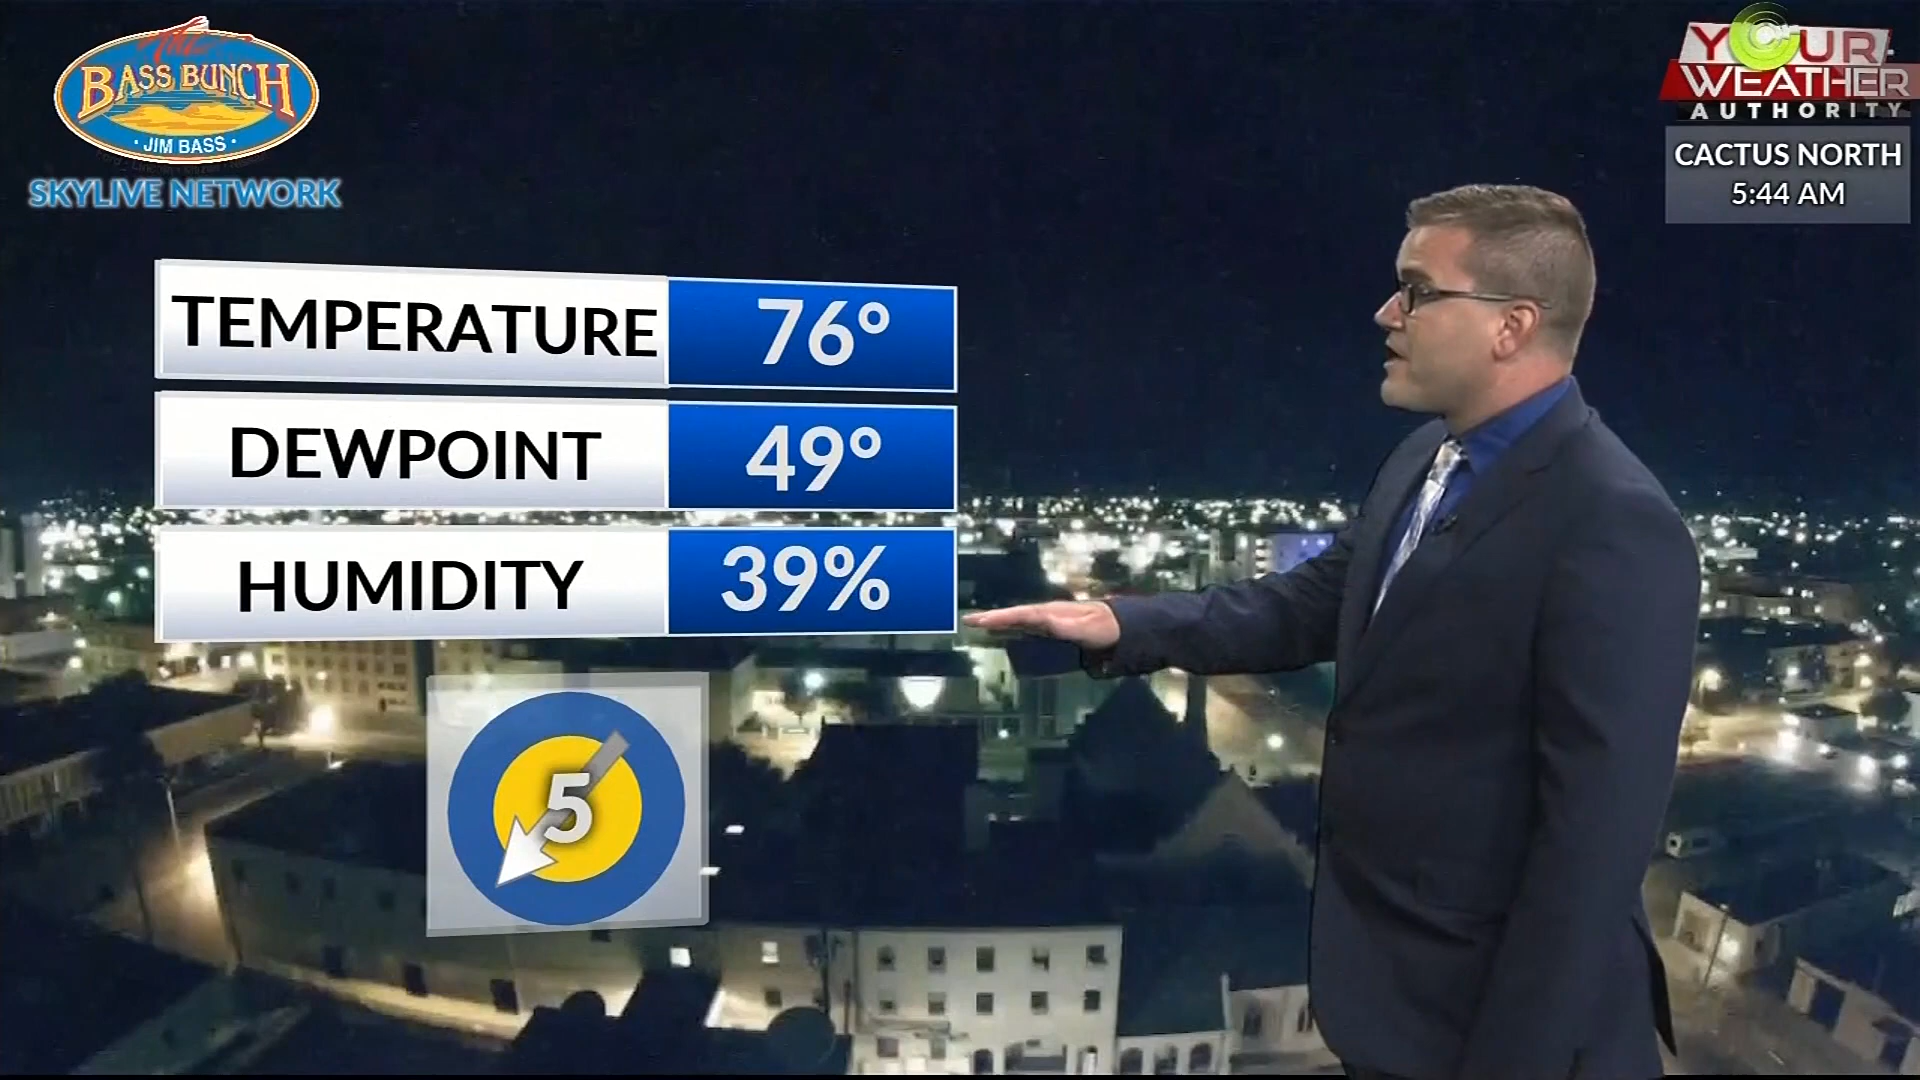 The
BASS BUNCH
· JIM BASS ·
SKYLIVE NETWORK
YOUR
WEATHER
AUTHORITY
CACTUS NORTH
5:44 AM
TEMPERATURE 76°
DEWPOINT 49°
HUMIDITY 39%
5